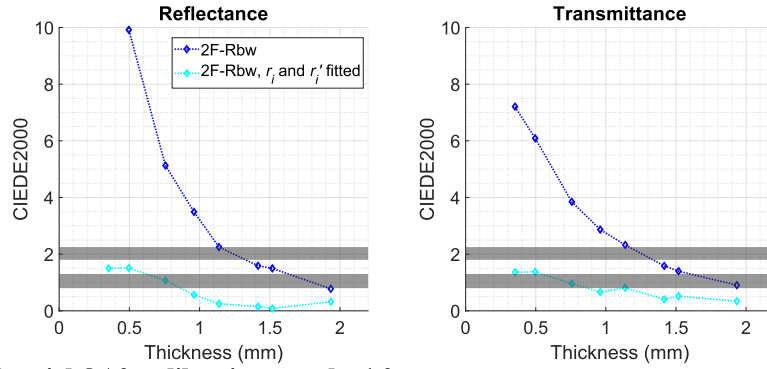 Reflectance
10
8
6
4
2
0
CIEDE2000
0 0.5 1 1.5 2
Thickness (mm)
2F-Rbw
2F-Rbw, ri and ri' fitted
Transmittance
10
8
6
4
2
0
CIEDE2000
0 0.5 1 1.5 2
Thickness (mm)